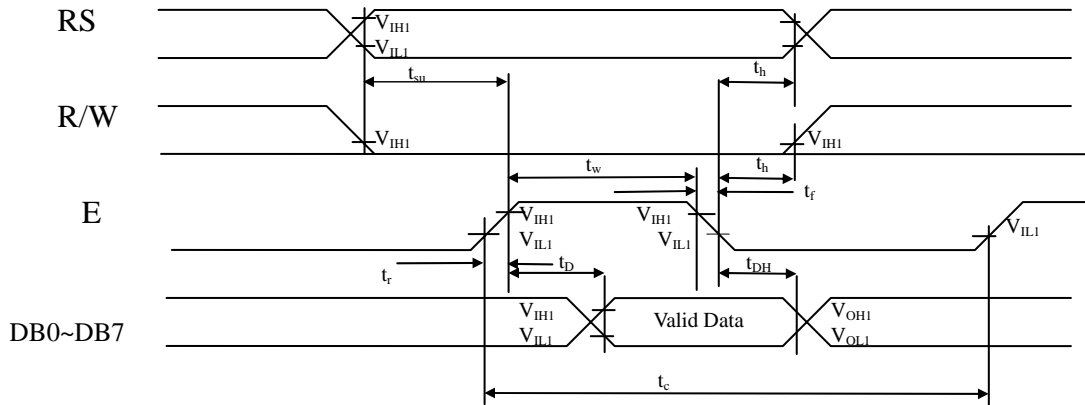 RS
V_IH1
V_IL1
t_su
t_h
R/W
V_IH1
V_IH1
t_w
t_h
t_f
E
V_IH1
V_IH1
V_IL1
V_IL1
V_IL1
t_r
t_D
t_DH
DB0~DB7
V_IH1
V_IL1
Valid Data
V_OH1
V_OL1
t_c